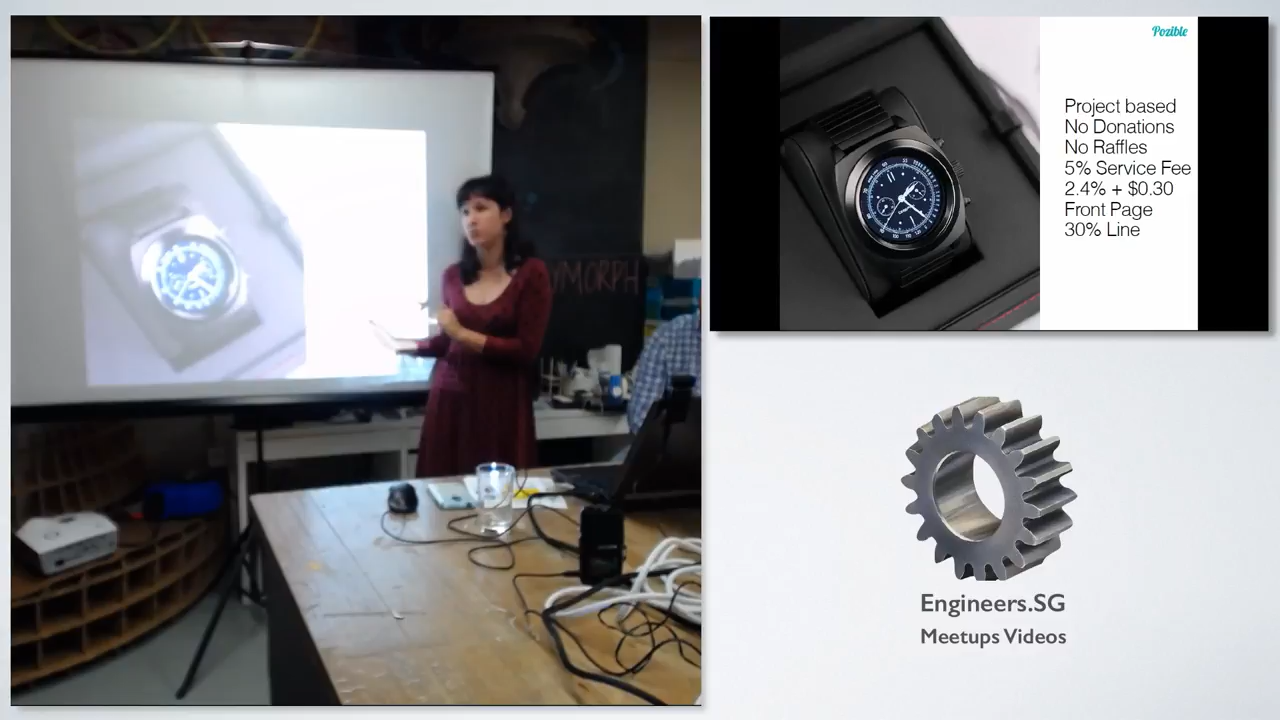 Pozible
Project based
No Donations
No Raffles
5% Service Fee
2.4% + $0.30
Front Page
30% Line
Engineers.SG
Meetups Videos